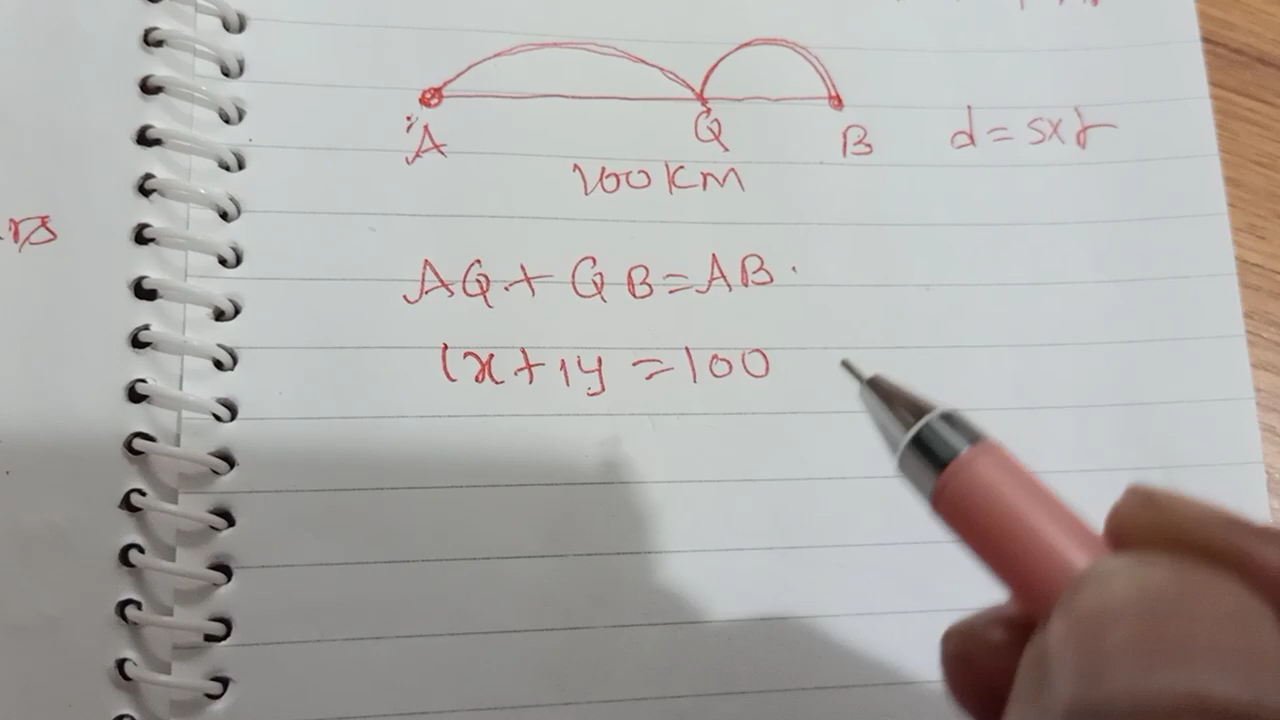 A Q B
100 KM
d = s×t
AQ + QB = AB.
1x + 1y = 100